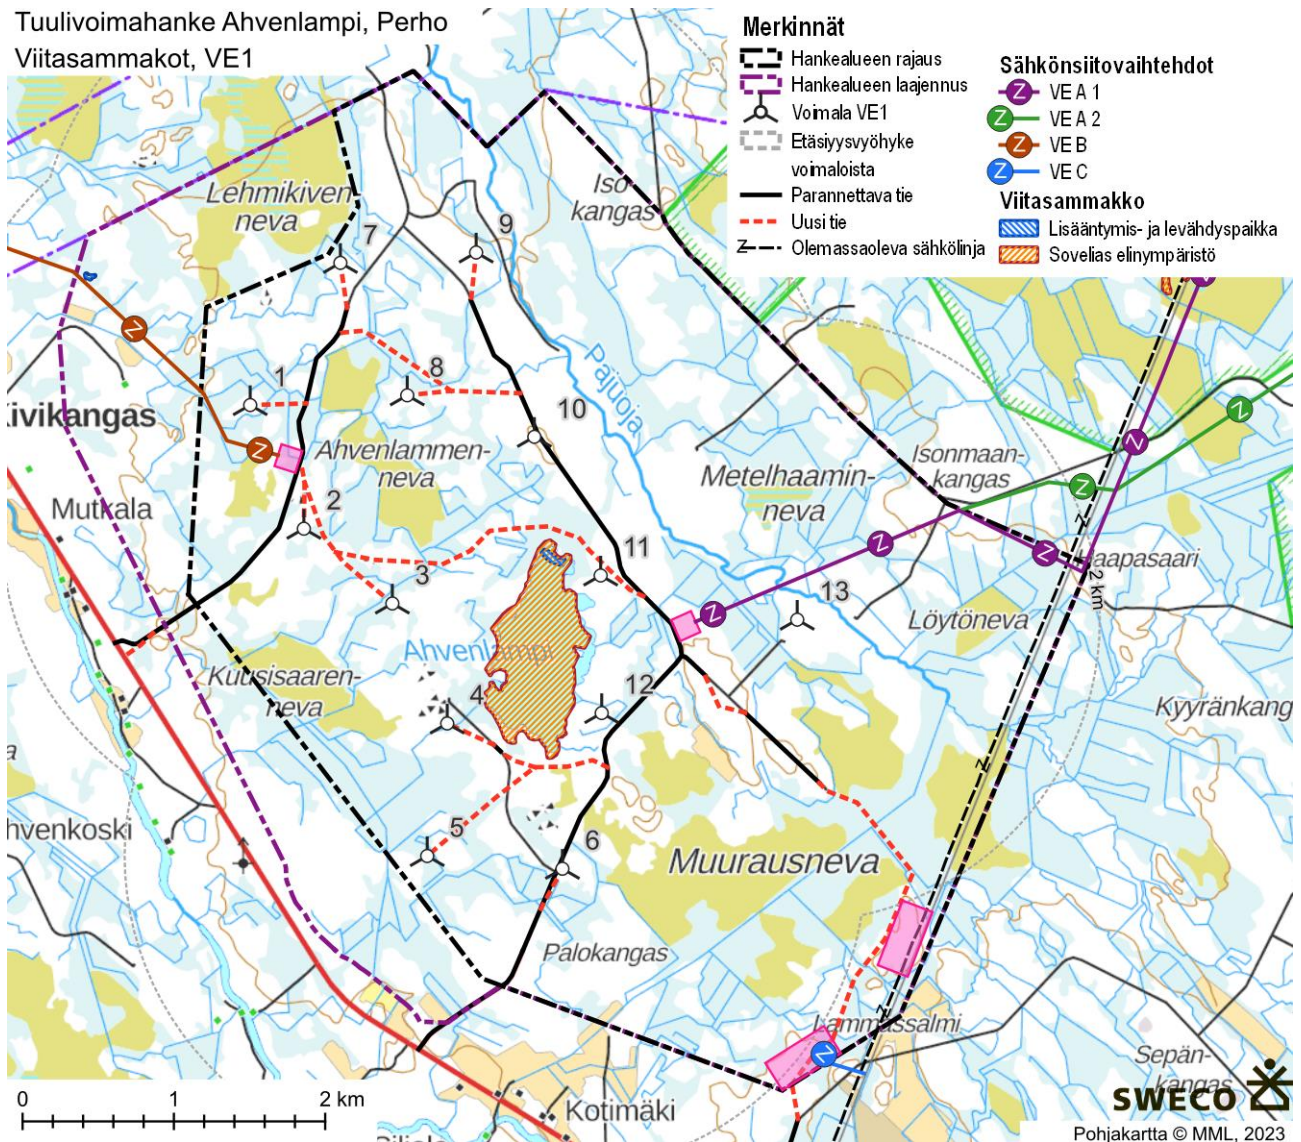 Tuulivoimahanke Ahvenlampi, Perho
Viitasammakot, VE1
Merkinnät
Hankealueen rajaus
Hankealueen laajennus
Voimala VE1
Etäsiyysvyöhyke
voimaloista
Parannettava tie
Uusi tie
Z
Olemassaoleva sähkölinja
Sähkönsiitovaihtehdot
Z VE A 1
Z VE A 2
Z VE B
Z VE C
Viitasammakko
Lisääntymis- ja levähdyspaikka
Sovelias elinympäristö
Lehmikiven-
neva
Iso
kangas
7
9
Z
Z
1
8
10
Pajuoja
Z
kivikangas
Z
Ahvenlammen-
neva
Metelhaamin-
neva
Isonmaan-
kangas
Z
Z
Mutkala
2
3
11
Z
Z
Z
Haapasaari
2 km
13
Z
Löytöneva
Ahvenlampi
Kuusisaaren-
neva
4
12
Kyyränkang
a
Z
hvenkoski
5
6
Muurausneva
Palokangas
Z
Lammassalmi
Z
Sepän-
kangas
0 1 2 km
Kotimäki
SWECO
Pohjakartta © MML, 2023